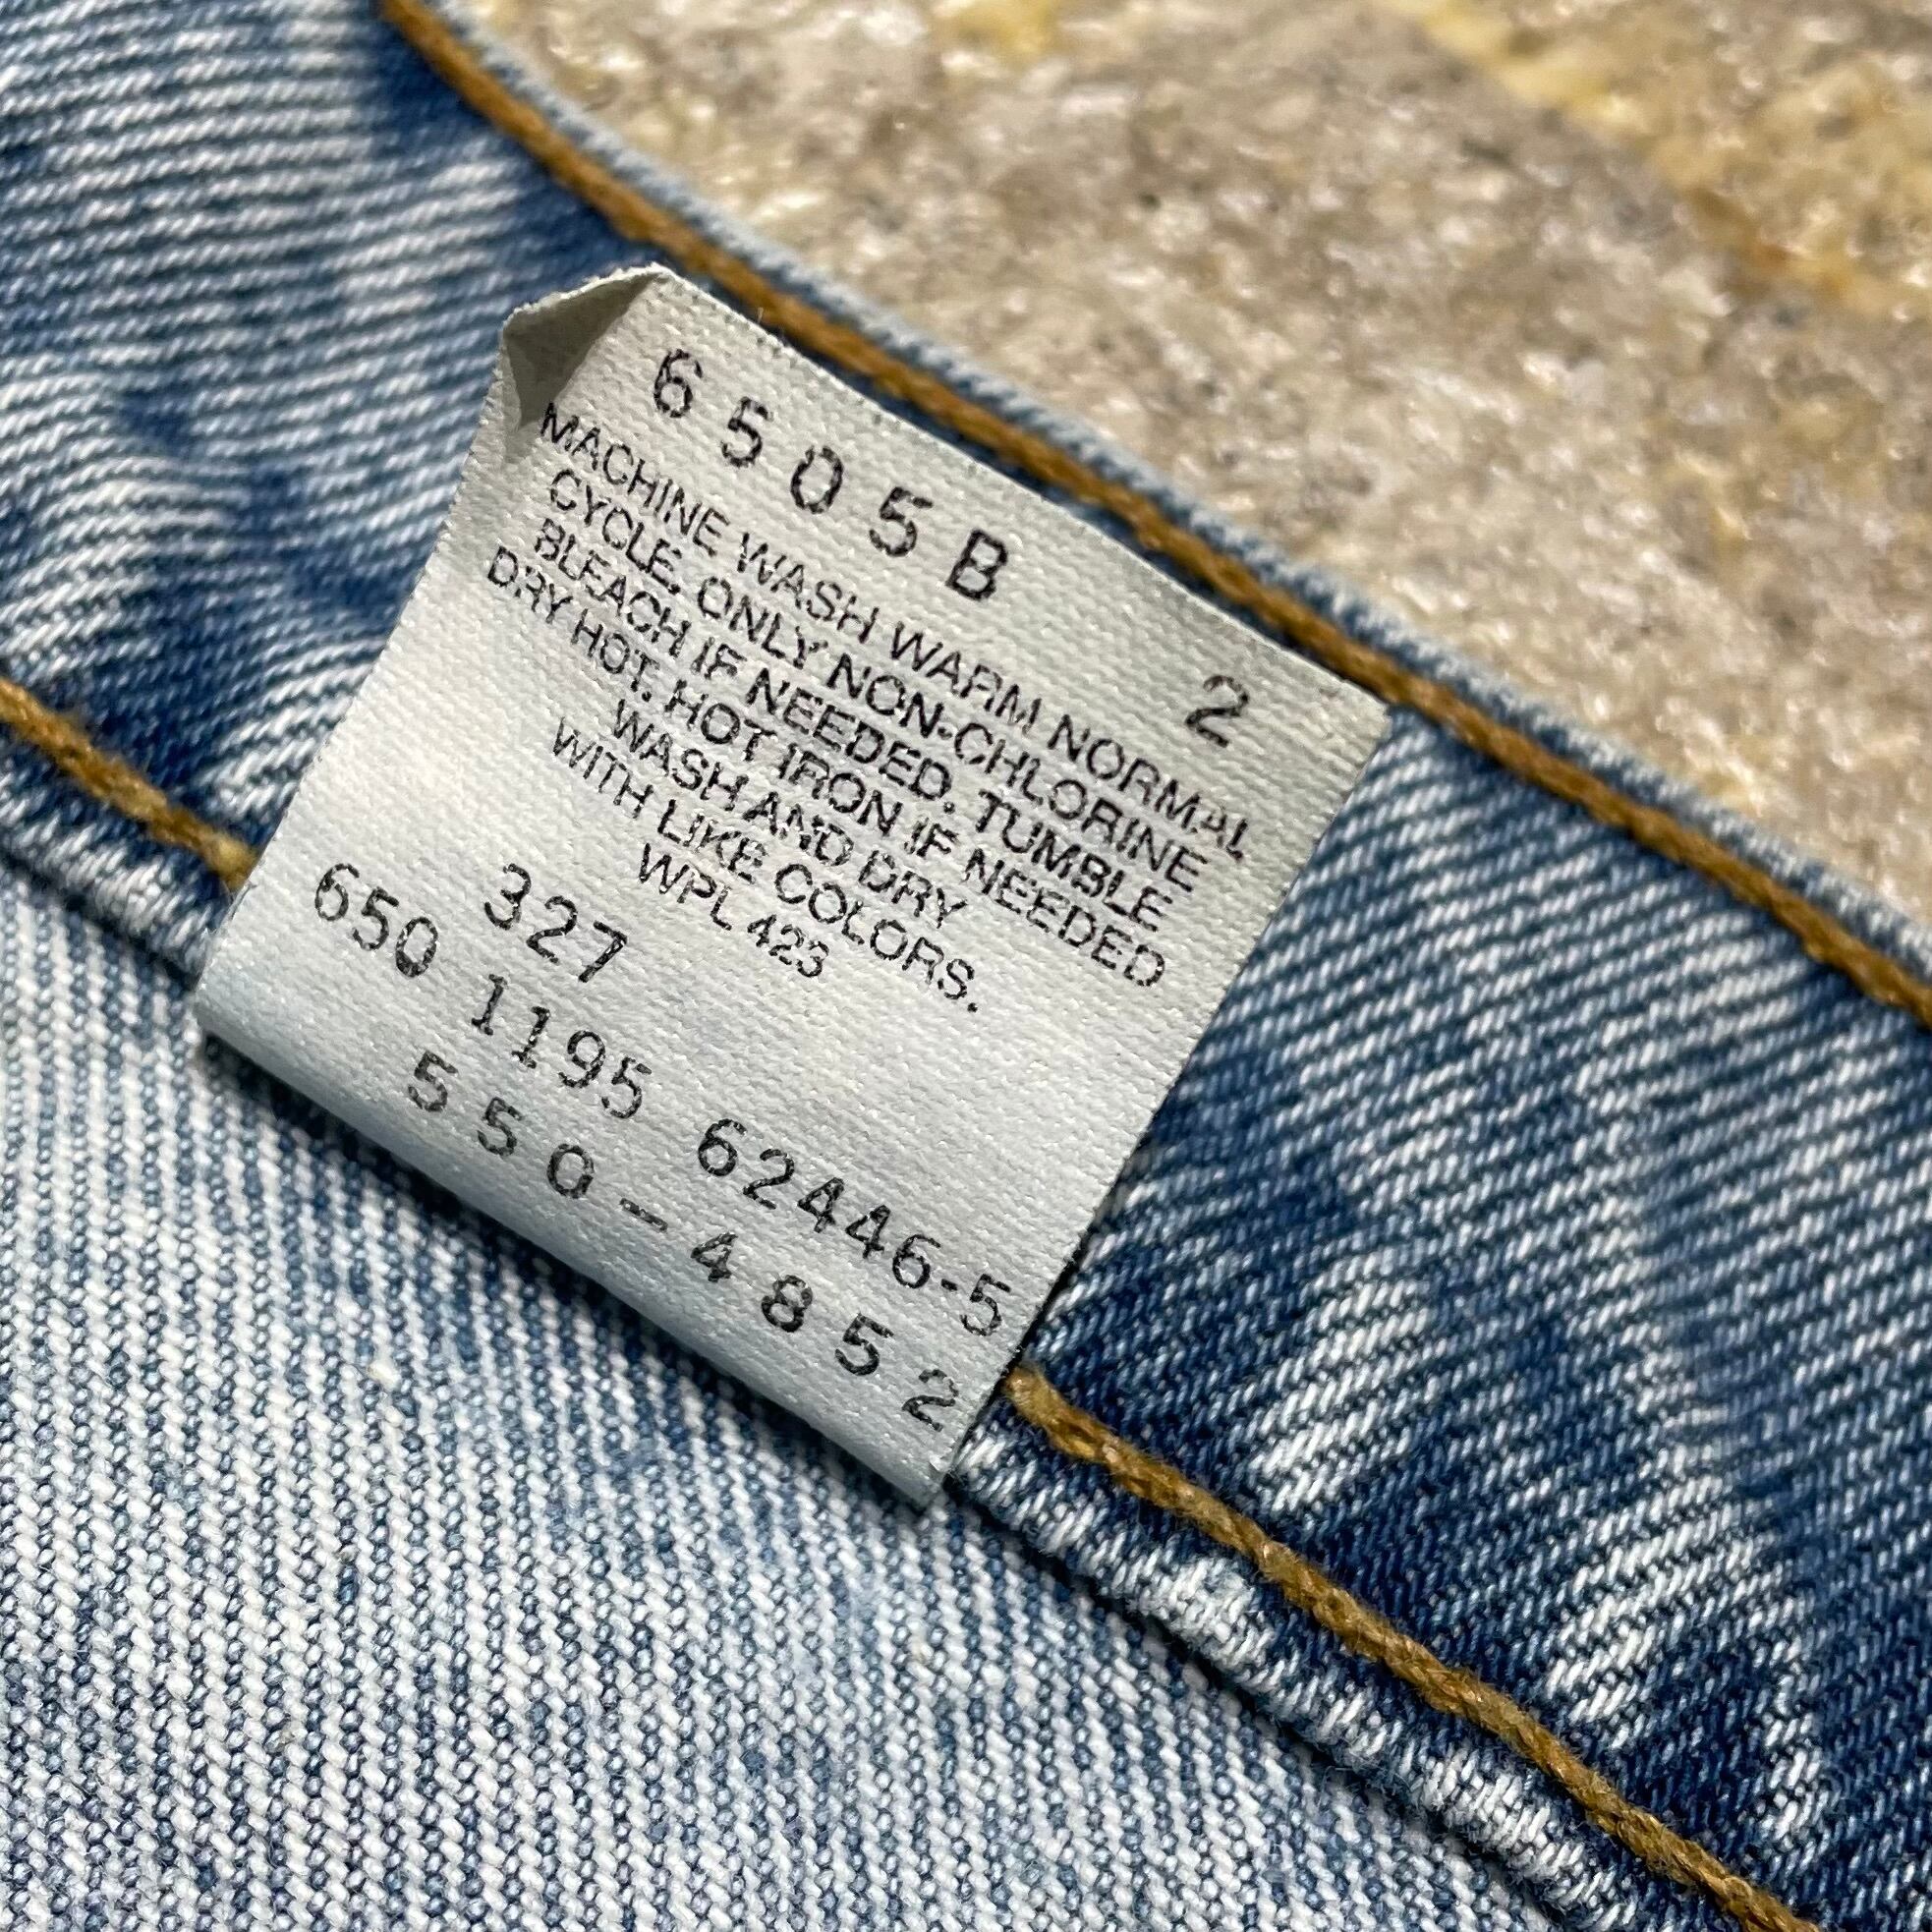 6505B 2
MACHINE WASH WARM NORMAL
CYCLE. ONLY NON-CHLORINE
BLEACH IF NEEDED. TUMBLE
DRY HOT. HOT IRON IF NEEDED
WASH AND DRY
WITH LIKE COLORS.
WPL 423
327
650 1195 62446-5
550-4852